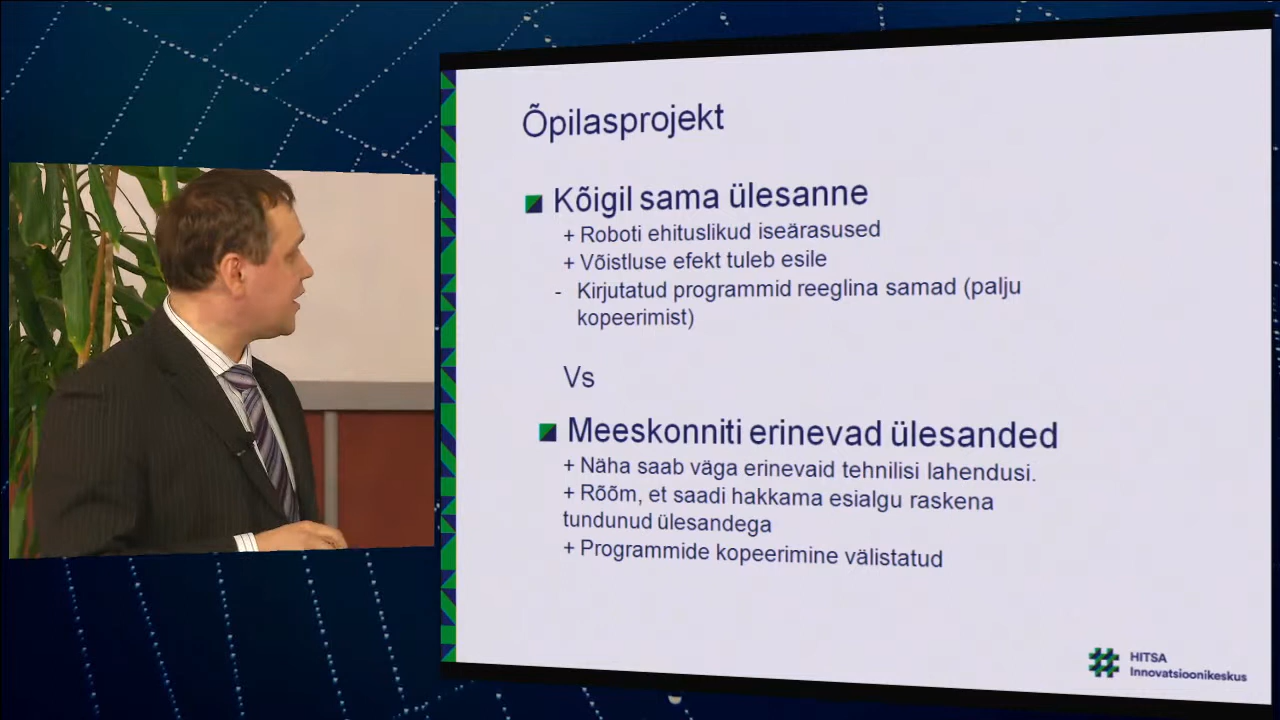 Õpilasprojekt
Kõigil sama ülesanne
+ Roboti ehituslikud iseärasused
+ Võistluse efekt tuleb esile
- Kirjutatud programmid reeglina samad (palju
kopeerimist)
Vs
Meeskonniti erinevad ülesanded
+ Näha saab väga erinevaid tehnilisi lahendusi.
+ Rõõm, et saadi hakkama esialgu raskena
tundunud ülesandega
+ Programmide kopeerimine välistatud
HITSA
Innovatsioonikeskus